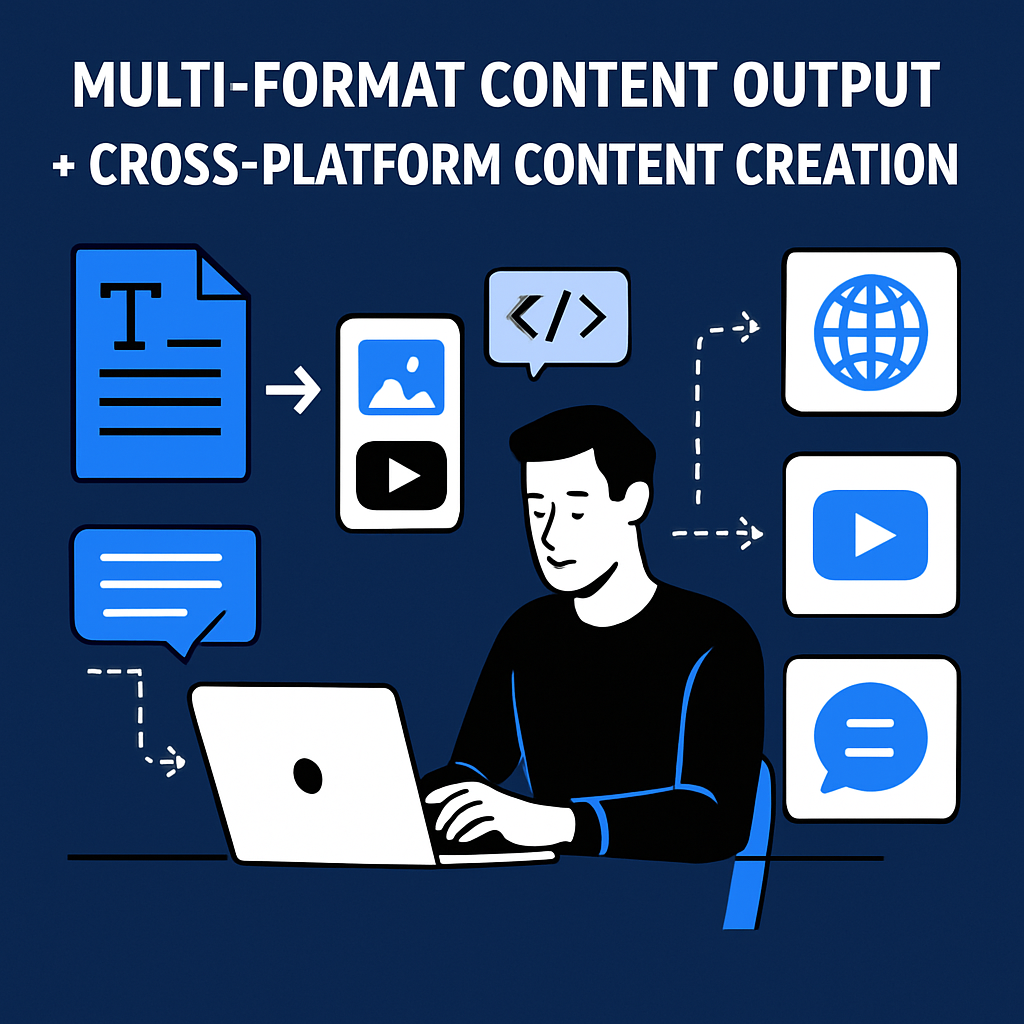 MULTI-FORMAT CONTENT OUTPUT
+ CROSS-PLATFORM CONTENT CREATION
T
</>